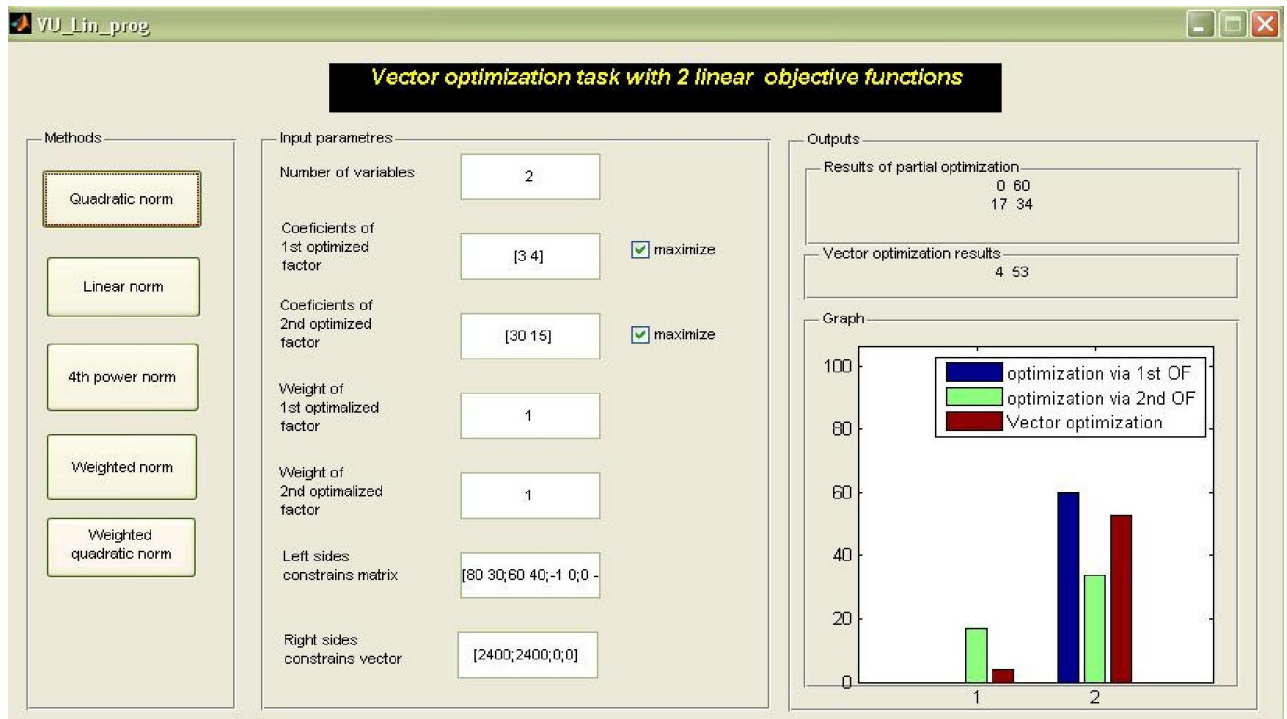 VU_Lin_prog
Vector optimization task with 2 linear objective functions
Methods
Quadratic norm
Linear norm
4th power norm
Weighted norm
Weighted
quadratic norm
Input parametres
Number of variables
2
Coeficients of
1st optimized
factor
[3 4]
maximize
Coeficients of
2nd optimized
factor
[30 15]
maximize
Weight of
1st optimalized
factor
1
Weight of
2nd optimalized
factor
1
Left sides
constrains matrix
[80 30;60 40;-1 0;0 -
Right sides
constrains vector
[2400;2400;0;0]
Outputs
Results of partial optimization
0 60
17 34
Vector optimization results
4 53
Graph
optimization via 1st OF
optimization via 2nd OF
Vector optimization
100
80
60
40
20
0
1 2